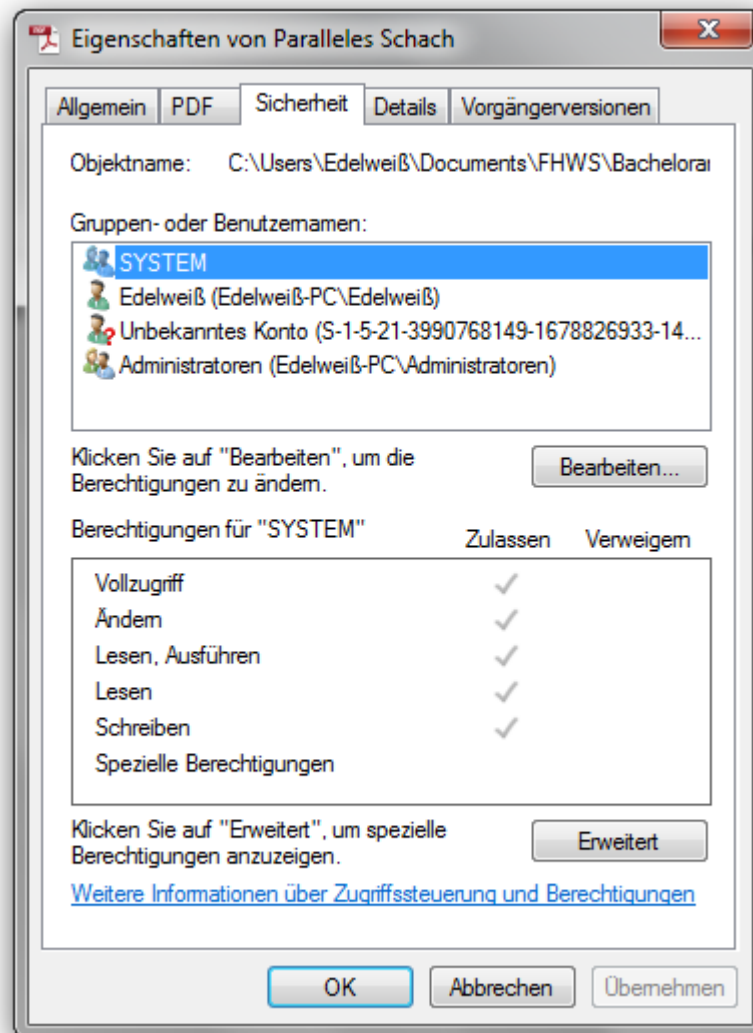 Eigenschaften von Paralleles Schach
Allgemein PDF Sicherheit Details Vorgängerversionen
Objektname: C:\Users\Edelweiß\Documents\FHWS\Bachelorar
Gruppen- oder Benutzernamen:
SYSTEM
Edelweiß (Edelweiß-PC\Edelweiß)
Unbekanntes Konto (S-1-5-21-3990768149-1678826933-14...
Administratoren (Edelweiß-PC\Administratoren)
Klicken Sie auf "Bearbeiten", um die
Berechtigungen zu ändern.
Bearbeiten...
Berechtigungen für "SYSTEM" Zulassen Verweigern
Vollzugriff
Ändern
Lesen, Ausführen
Lesen
Schreiben
Spezielle Berechtigungen
Klicken Sie auf "Erweitert", um spezielle
Berechtigungen anzuzeigen.
Erweitert
Weitere Informationen über Zugriffssteuerung und Berechtigungen
OK Abbrechen Übernehmen